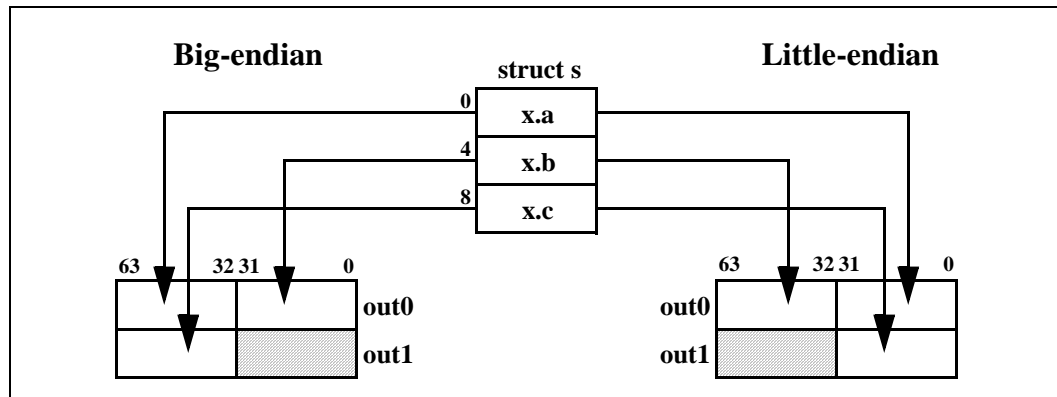 Big-endian
Little-endian
struct s
0 x.a
4 x.b
8 x.c
63 32 31 0
63 32 31 0
out0
out0
out1
out1